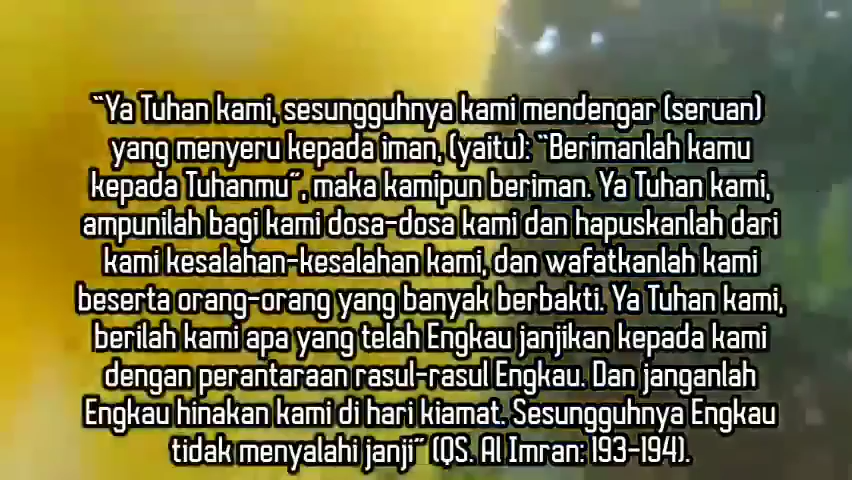 “Ya Tuhan kami, sesungguhnya kami mendengar (seruan)
yang menyeru kepada iman, (yaitu): “Berimanlah kamu
kepada Tuhanmu”, maka kamipun beriman. Ya Tuhan kami,
ampunilah bagi kami dosa-dosa kami dan hapuskanlah dari
kami kesalahan-kesalahan kami, dan wafatkanlah kami
beserta orang-orang yang banyak berbakti. Ya Tuhan kami,
berilah kami apa yang telah Engkau janjikan kepada kami
dengan perantaraan rasul-rasul Engkau. Dan janganlah
Engkau hinakan kami di hari kiamat. Sesungguhnya Engkau
tidak menyalahi janji” (QS. Al Imran: 193-194).